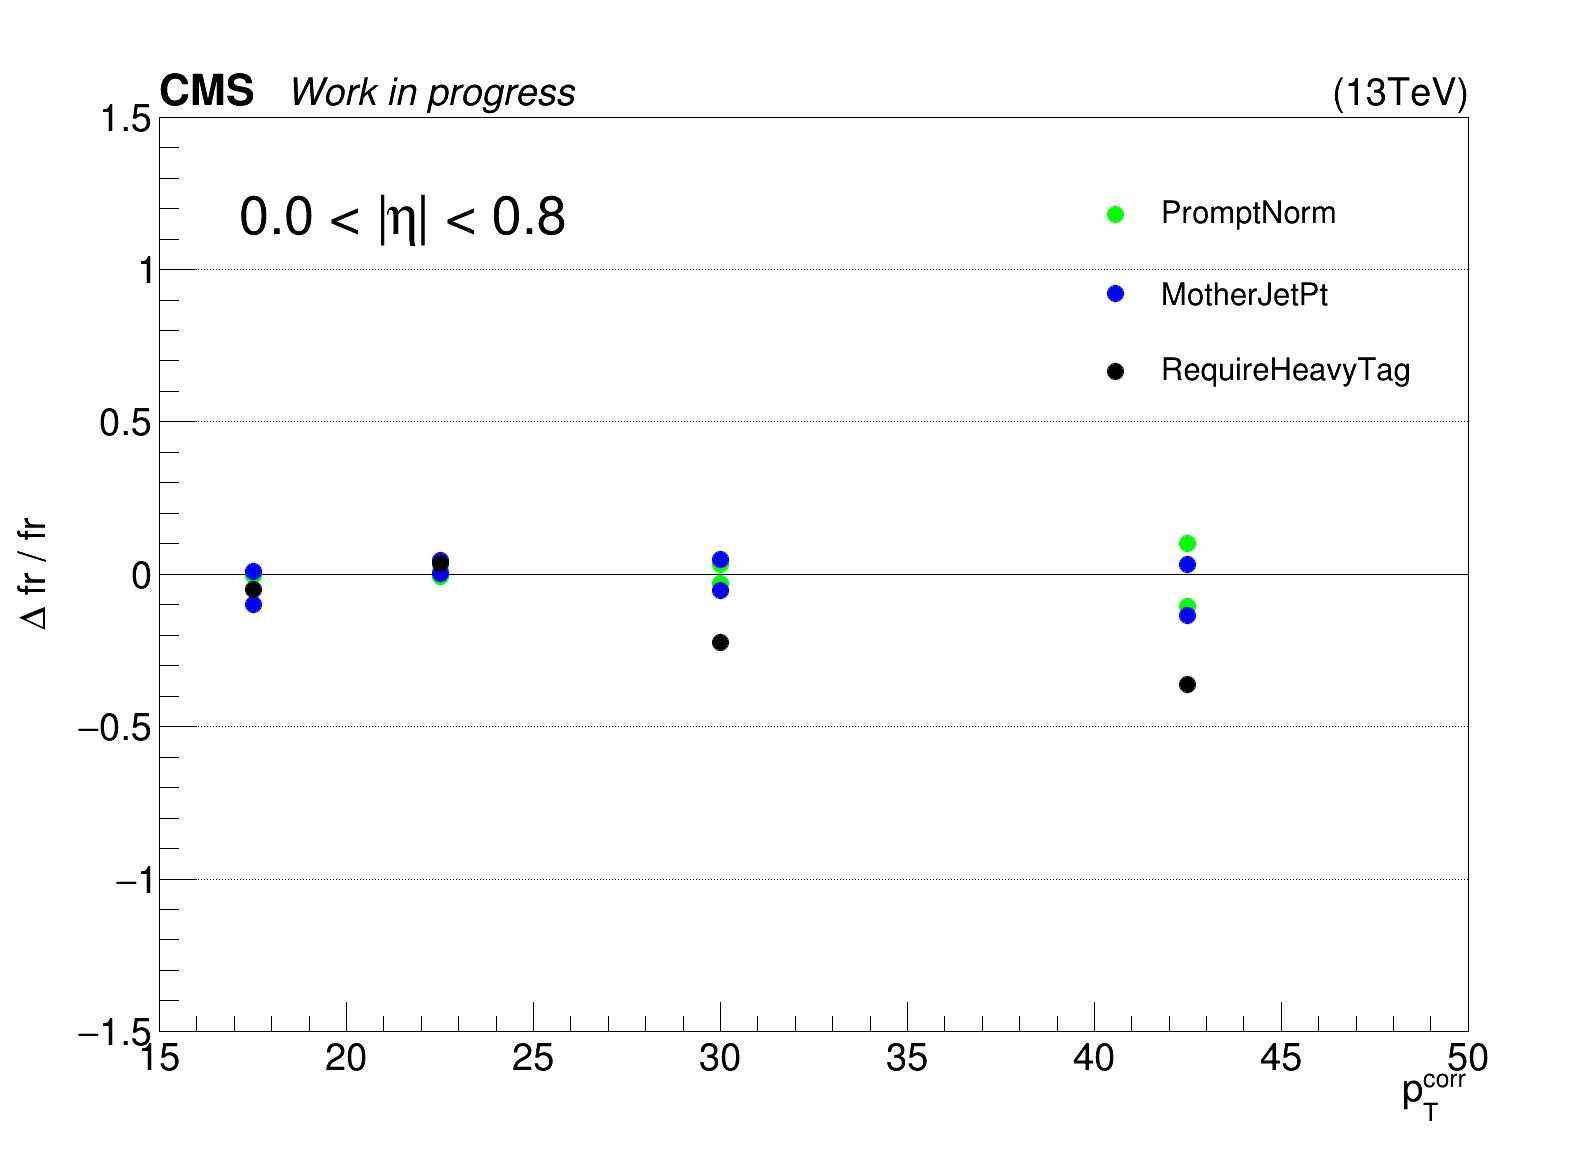 CMS Work in progress (13TeV)
0.0 < |η| < 0.8
PromptNorm
MotherJetPt
RequireHeavyTag
Δ fr / fr
1.5
1
0.5
0
−0.5
−1
−1.5
15 20 25 30 35 40 45 50
p_T^corr